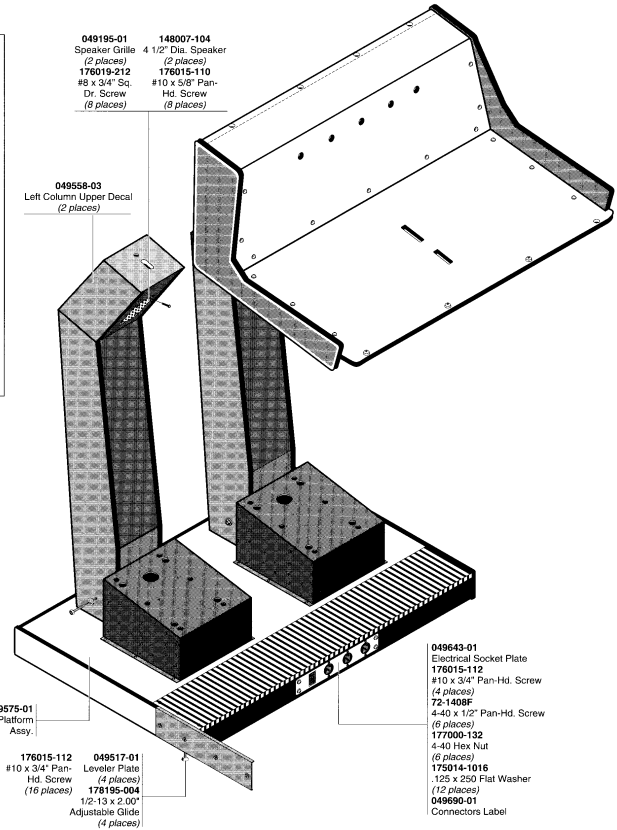 049195-01
Speaker Grille
(2 places)
176019-212
#8 x 3/4" Sq.
Dr. Screw
(8 places)
148007-104
4 1/2" Dia. Speaker
(2 places)
176015-110
#10 x 5/8" Pan-
Hd. Screw
(8 places)
049558-03
Left Column Upper Decal
(2 places)
9575-01
Platform
Assy.
176015-112
#10 x 3/4" Pan-
Hd. Screw
(16 places)
049517-01
Leveler Plate
(4 places)
178195-004
1/2-13 x 2.00"
Adjustable Glide
(4 places)
049643-01
Electrical Socket Plate
176015-112
#10 x 3/4" Pan-Hd. Screw
(4 places)
72-1408F
4-40 x 1/2" Pan-Hd. Screw
(6 places)
177000-132
4-40 Hex Nut
(6 places)
175014-1016
.125 x 250 Flat Washer
(12 places)
049690-01
Connectors Label